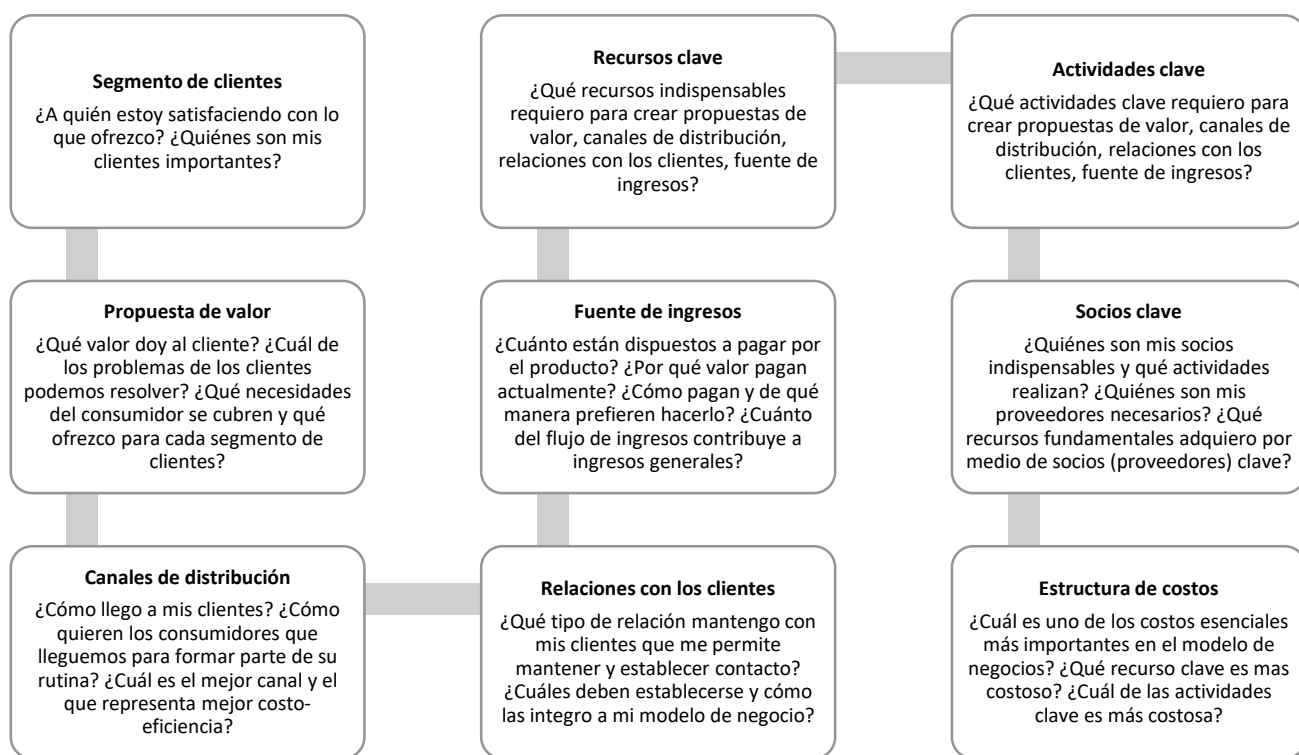 Segmento de clientes
¿A quién estoy satisfaciendo con lo
que ofrezco? ¿Quiénes son mis
clientes importantes?
Propuesta de valor
¿Qué valor doy al cliente? ¿Cuál de
los problemas de los clientes
podemos resolver? ¿Qué necesidades
del consumidor se cubren y qué
ofrezco para cada segmento de
clientes?
Canales de distribución
¿Cómo llego a mis clientes? ¿Cómo
quieren los consumidores que
lleguemos para formar parte de su
rutina? ¿Cuál es el mejor canal y el
que representa mejor costo-
eficiencia?
Relaciones con los clientes
¿Qué tipo de relación mantengo con
mis clientes que me permite
mantener y establecer contacto?
¿Cuáles deben establecerse y cómo
las integro a mi modelo de negocio?
Fuente de ingresos
¿Cuánto están dispuestos a pagar por
el producto? ¿Por qué valor pagan
actualmente? ¿Cómo pagan y de qué
manera prefieren hacerlo? ¿Cuánto
del flujo de ingresos contribuye a
ingresos generales?
Recursos clave
¿Qué recursos indispensables
requiero para crear propuestas de
valor, canales de distribución,
relaciones con los clientes, fuente de
ingresos?
Actividades clave
¿Qué actividades clave requiero para
crear propuestas de valor, canales de
distribución, relaciones con los
clientes, fuente de ingresos?
Socios clave
¿Quiénes son mis socios
indispensables y qué actividades
realizan? ¿Quiénes son mis
proveedores necesarios? ¿Qué
recursos fundamentales adquiero por
medio de socios (proveedores) clave?
Estructura de costos
¿Cuál es uno de los costos esenciales
más importantes en el modelo de
negocios? ¿Qué recurso clave es mas
costoso? ¿Cuál de las actividades
clave es más costosa?